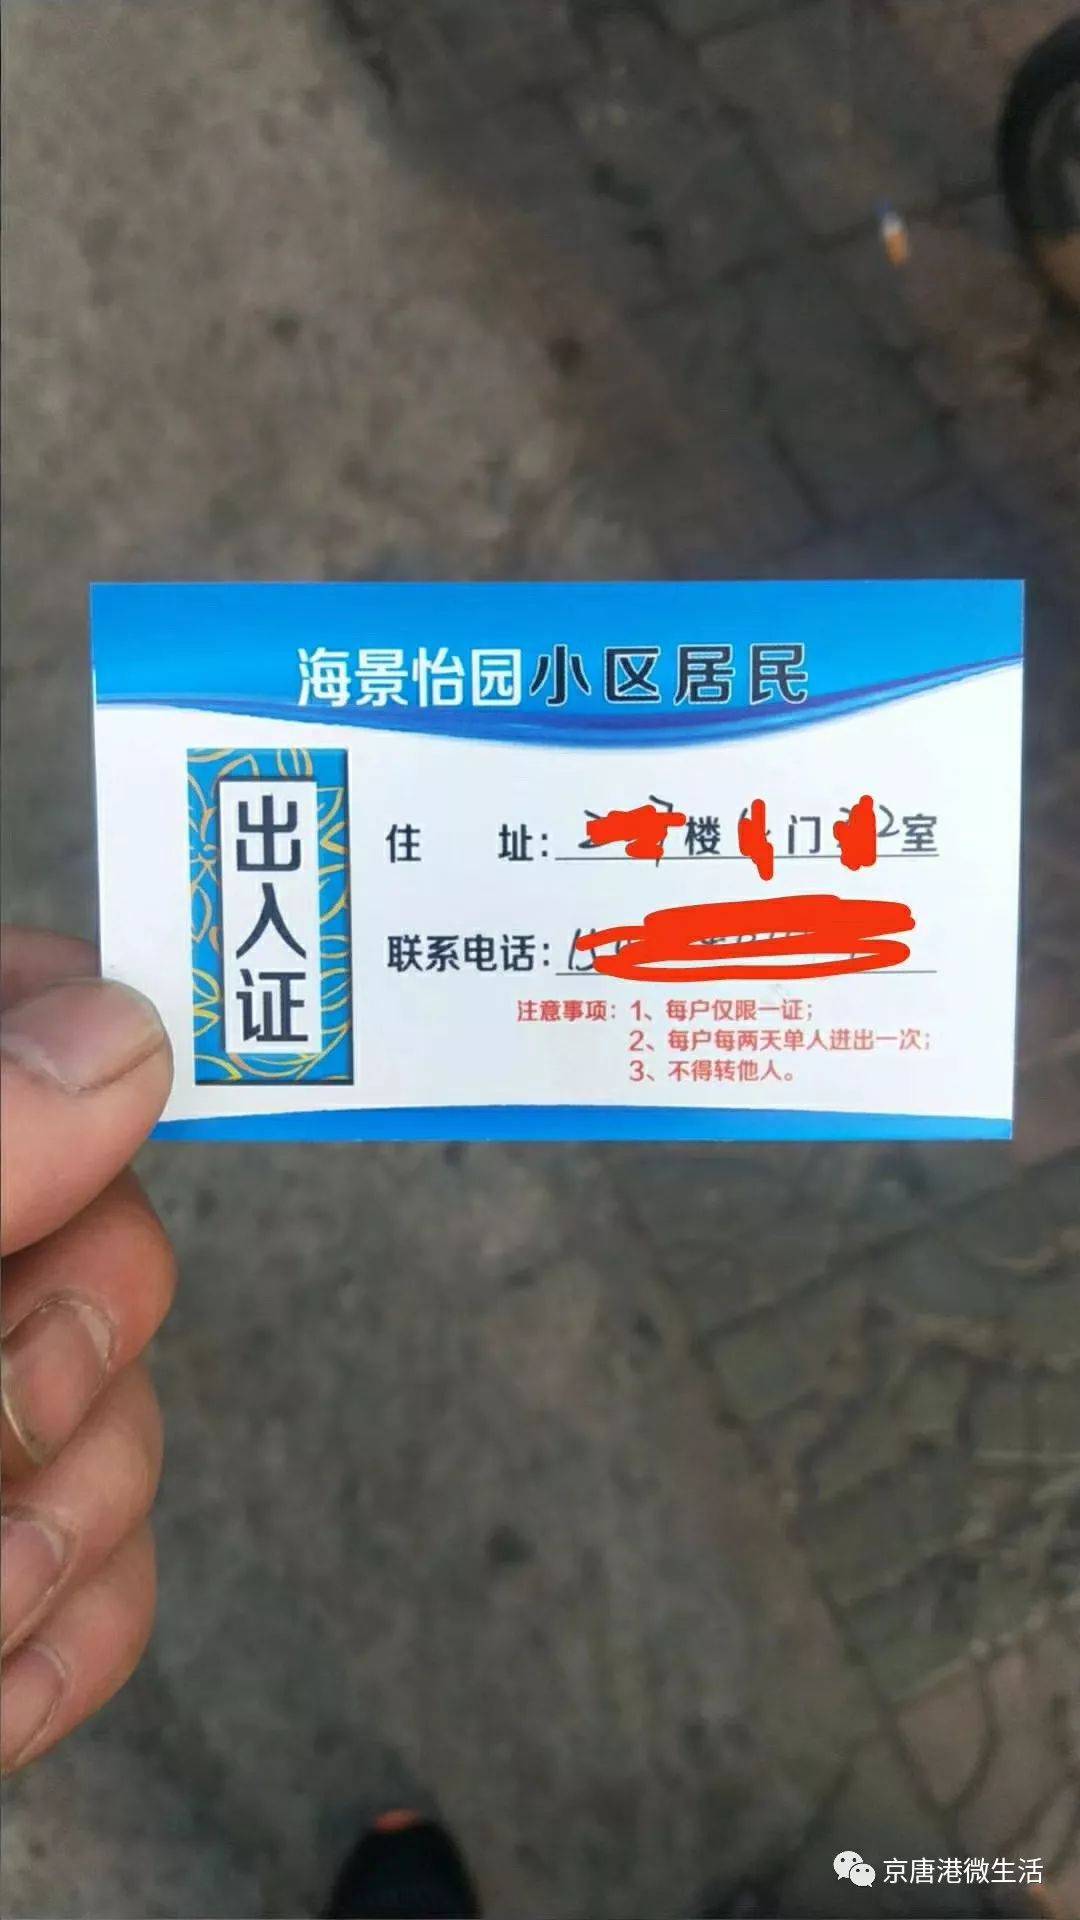 海景怡园小区居民
出入证
住 址： 楼 门 室
联系电话：
注意事项：1、每户仅限一证；
2、每户每两天单人进出一次；
3、不得转他人。
京唐港微生活